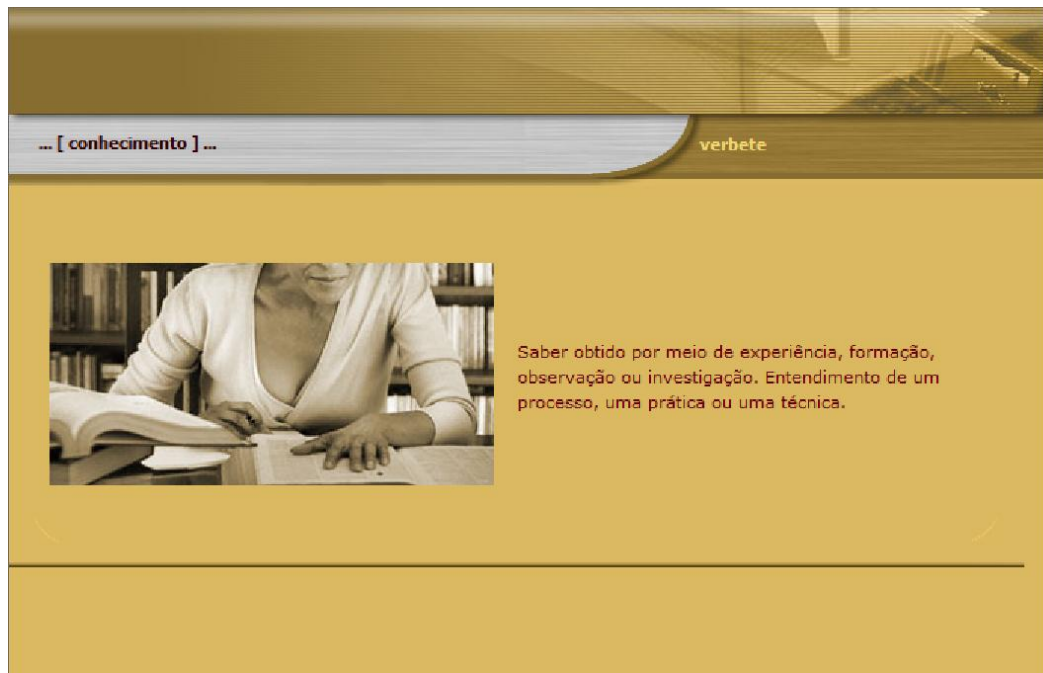 ... [ conhecimento ] ...
verbete
Saber obtido por meio de experiência, formação,
observação ou investigação. Entendimento de um
processo, uma prática ou uma técnica.